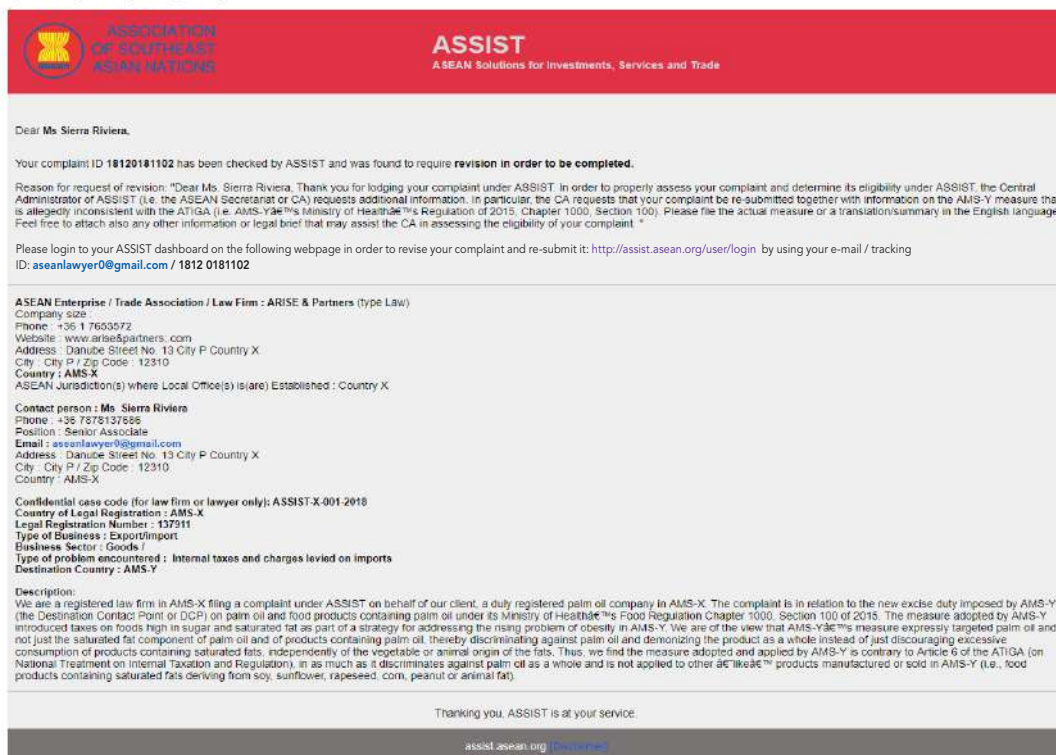 ASSOCIATION
OF SOUTHEAST
ASIAN NATIONS
ASSIST
ASEAN Solutions for Investments, Services and Trade
Dear Ms Sierra Riviera,
Your complaint ID 18120181102 has been checked by ASSIST and was found to require revision in order to be completed.
Reason for request of revision: "Dear Ms. Sierra Riviera, Thank you for lodging your complaint under ASSIST. In order to properly assess your complaint and determine its eligibility under ASSIST, the Central
Administrator of ASSIST (i.e. the ASEAN Secretariat or CA) requests additional information. In particular, the CA requests that your complaint be re-submitted together with information on the AMS-Y measure tha
is allegedly inconsistent with the ATIGA (i.e. AMS-Yâ€™s Ministry of Healthâ€™s Regulation of 2015, Chapter 1000, Section 100). Please file the actual measure or a translation/summary in the English language
Feel free to attach also any other information or legal brief that may assist the CA in assessing the eligibility of your complaint. "
Please login to your ASSIST dashboard on the following webpage in order to revise your complaint and re-submit it: http://assist.asean.org/user/login by using your e-mail / tracking
ID: aseanlawyer0@gmail.com / 1812 0181102
ASEAN Enterprise / Trade Association / Law Firm : ARISE & Partners (type Law)
Company size :
Phone : +36 1 7653572
Website : www.arise&partners.com
Address : Danube Street No. 13 City P Country X
City : City P / Zip Code : 12310
Country : AMS-X
ASEAN Jurisdiction(s) where Local Office(s) is(are) Established : Country X
Contact person : Ms Sierra Riviera
Phone : +36 7878137686
Position : Senior Associate
Email : aseanlawyer0@gmail.com
Address : Danube Street No. 13 City P Country X
City : City P / Zip Code : 12310
Country : AMS-X
Confidential case code (for law firm or lawyer only): ASSIST-X-001-2018
Country of Legal Registration : AMS-X
Legal Registration Number : 137911
Type of Business : Export/import
Business Sector : Goods /
Type of problem encountered : Internal taxes and charges levied on imports
Destination Country : AMS-Y
Description:
We are a registered law firm in AMS-X filing a complaint under ASSIST on behalf of our client, a duly registered palm oil company in AMS-X. The complaint is in relation to the new excise duty imposed by AMS-Y
(the Destination Contact Point or DCP) on palm oil and food products containing palm oil under its Ministry of Healthâ€™s Food Regulation Chapter 1000, Section 100 of 2015. The measure adopted by AMS-Y
introduced taxes on foods high in sugar and saturated fat as part of a strategy for addressing the rising problem of obesity in AMS-Y. We are of the view that AMS-Yâ€™s measure expressly targeted palm oil and
not just the saturated fat component of palm oil and of products containing palm oil, thereby discriminating against palm oil and demonizing the product as a whole instead of just discouraging excessive
consumption of products containing saturated fats, independently of the vegetable or animal origin of the fats. Thus, we find the measure adopted and applied by AMS-Y is contrary to Article 6 of the ATIGA (on
National Treatment on Internal Taxation and Regulation), in as much as it discriminates against palm oil as a whole and is not applied to other â€˜likeâ€™ products manufactured or sold in AMS-Y (i.e., food
products containing saturated fats deriving from soy, sunflower, rapeseed, corn, peanut or animal fat).
Thanking you, ASSIST is at your service.
assist.asean.org [Disclaimer]